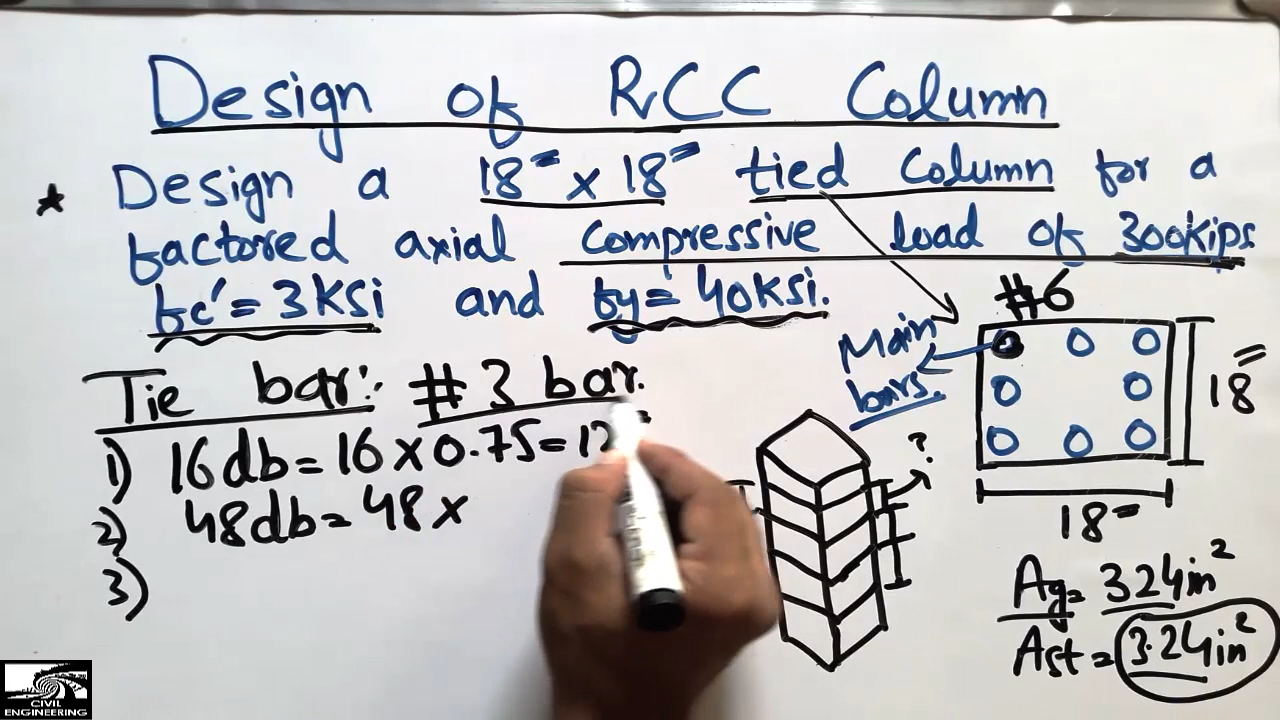 Design of RCC Column
* Design a 18" x 18" tied column for a
factored axial compressive load of 300kips
fc' = 3ksi and fy = 40ksi.
#6
Main
bars.
18"
18"
Tie bar: #3 bar.
1) 16db = 16 x 0.75 =
2) 48db = 48 x
3)
?
Ag = 324in²
Ast = 3.24in²
CIVIL
ENGINEERING